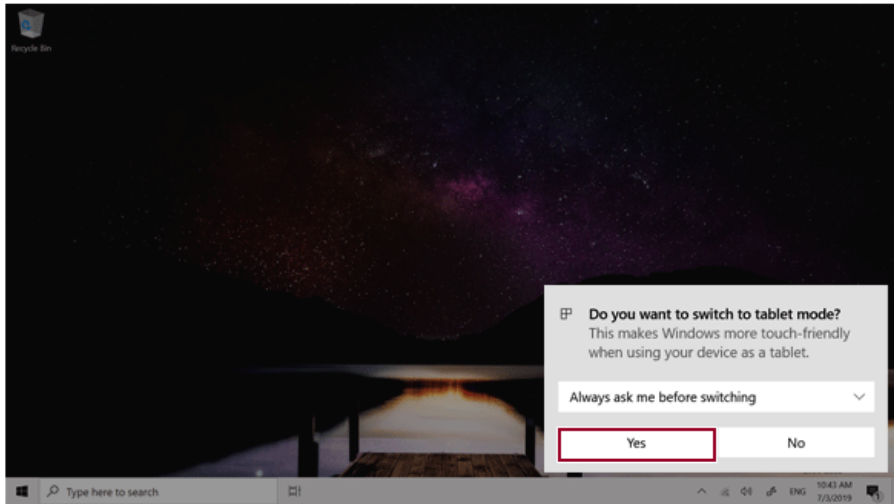 Recycle Bin
Do you want to switch to tablet mode?
This makes Windows more touch-friendly
when using your device as a tablet.
Always ask me before switching
Yes No
Type here to search
ENG
10:43 AM
7/3/2019